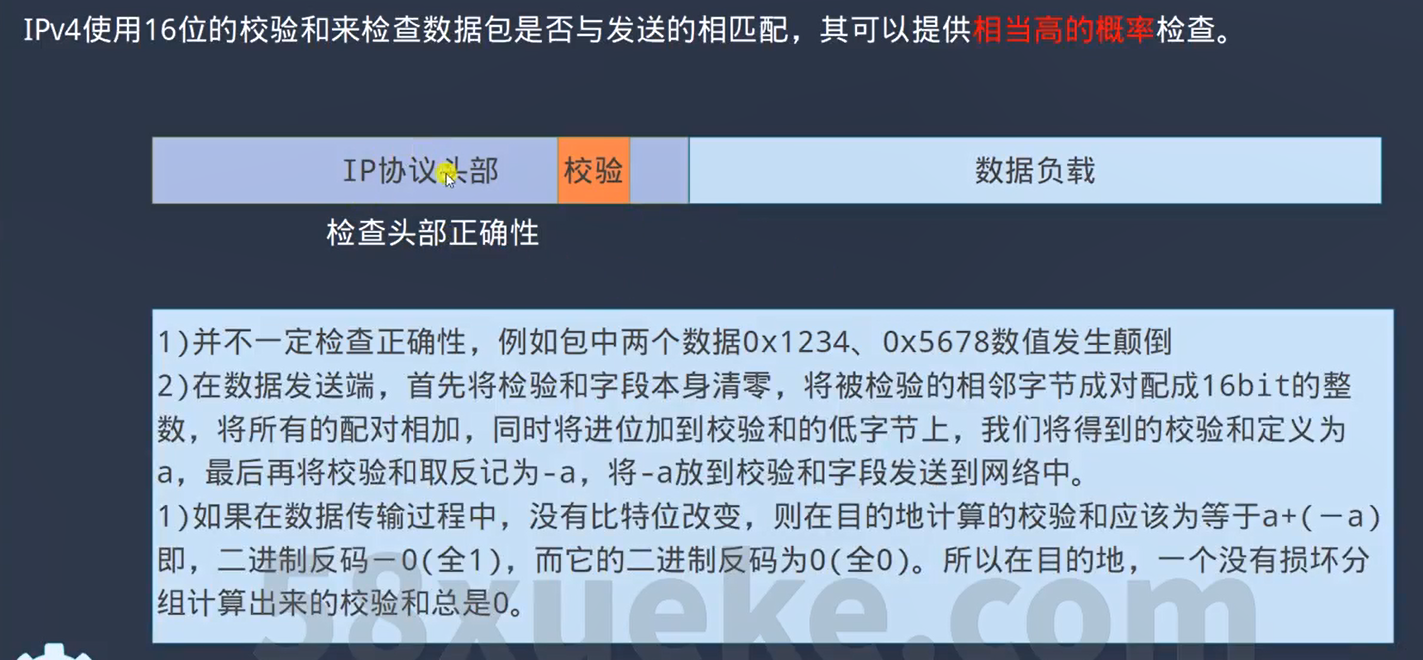 IPv4使用16位的校验和来检查数据包是否与发送的相匹配，其可以提供相当高的概率检查。
IP协议头部
校验
数据负载
检查头部正确性
1)并不一定检查正确性，例如包中两个数据0x1234、0x5678数值发生颠倒
2)在数据发送端，首先将检验和字段本身清零，将被检验的相邻字节成对配成16bit的整
数，将所有的配对相加，同时将进位加到校验和的低字节上，我们将得到的校验和定义为
a，最后再将校验和取反记为-a，将-a放到校验和字段发送到网络中。
1)如果在数据传输过程中，没有比特位改变，则在目的地计算的校验和应该为等于a+(－a)
即，二进制反码－0(全1)，而它的二进制反码为0(全0)。所以在目的地，一个没有损坏分
组计算出来的校验和总是0。
58xueke.com